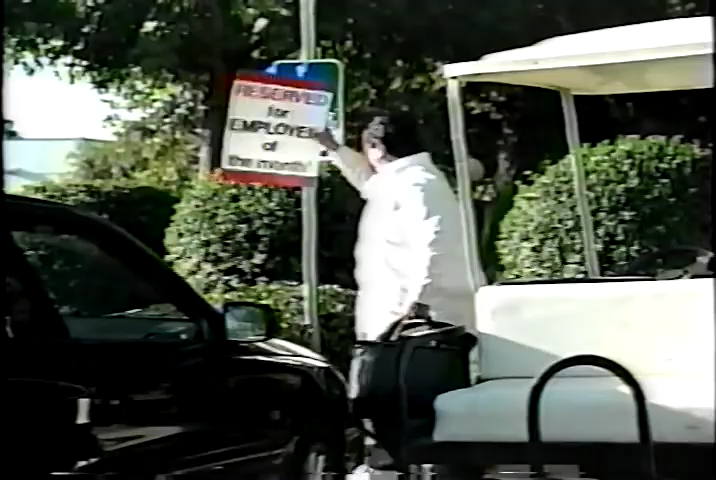 RESERVED
for
EMPLOYEE
of
the month